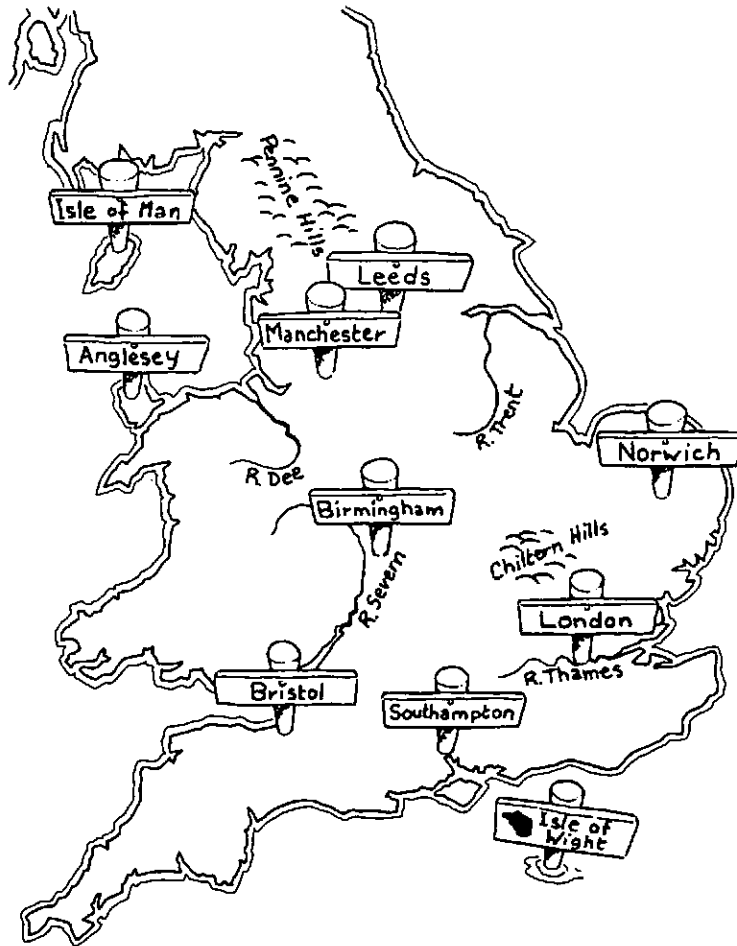 Pennine Hills
Isle of Man
Leeds
Manchester
Anglesey
R. Trent
Norwich
R. Dee
Birmingham
Chiltern Hills
R. Severn
London
R. Thames
Bristol
Southampton
Isle of
Wight